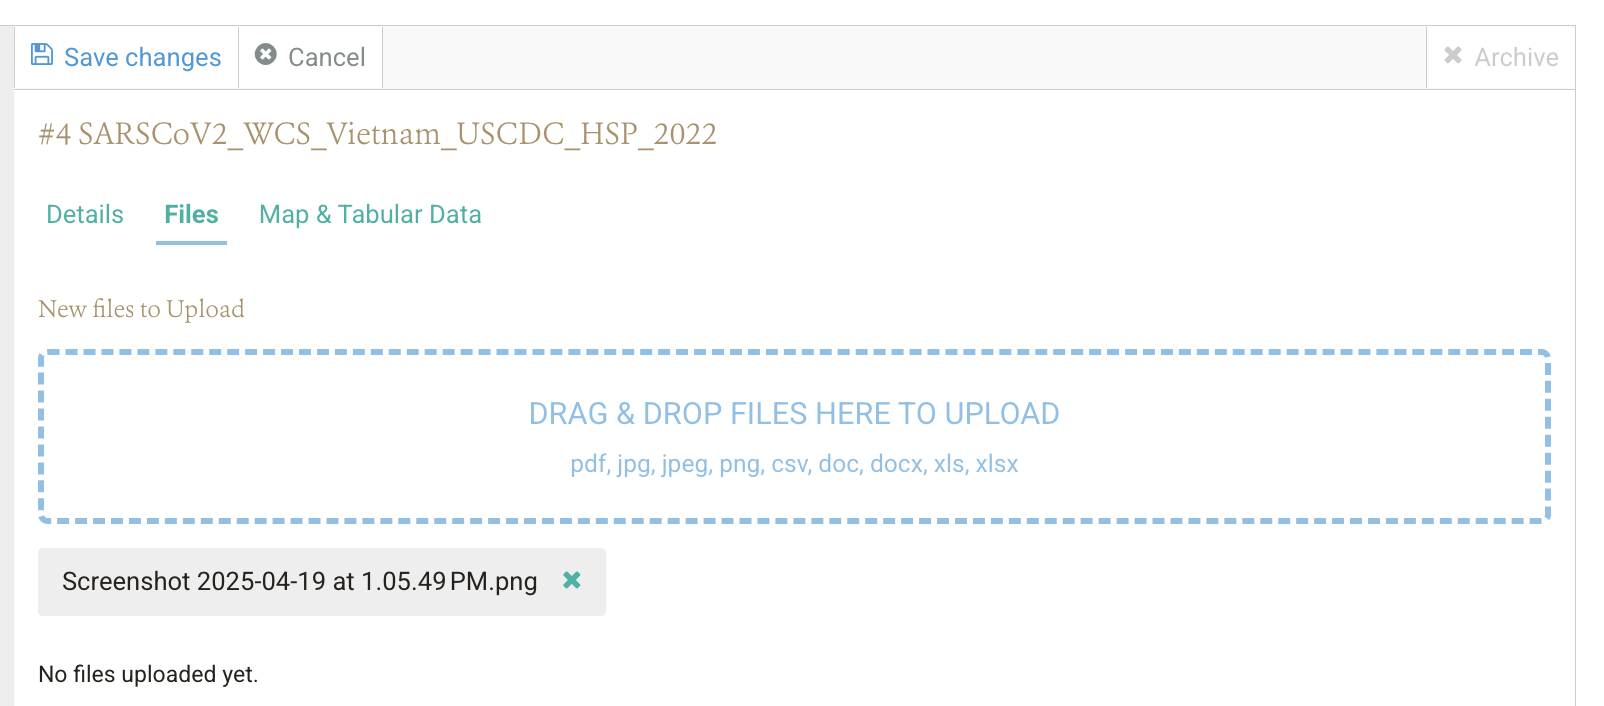 Save changes Cancel Archive
#4 SARSCoV2_WCS_Vietnam_USCDC_HSP_2022
Details Files Map & Tabular Data
New files to Upload
DRAG & DROP FILES HERE TO UPLOAD
pdf, jpg, jpeg, png, csv, doc, docx, xls, xlsx
Screenshot 2025-04-19 at 1.05.49 PM.png
No files uploaded yet.